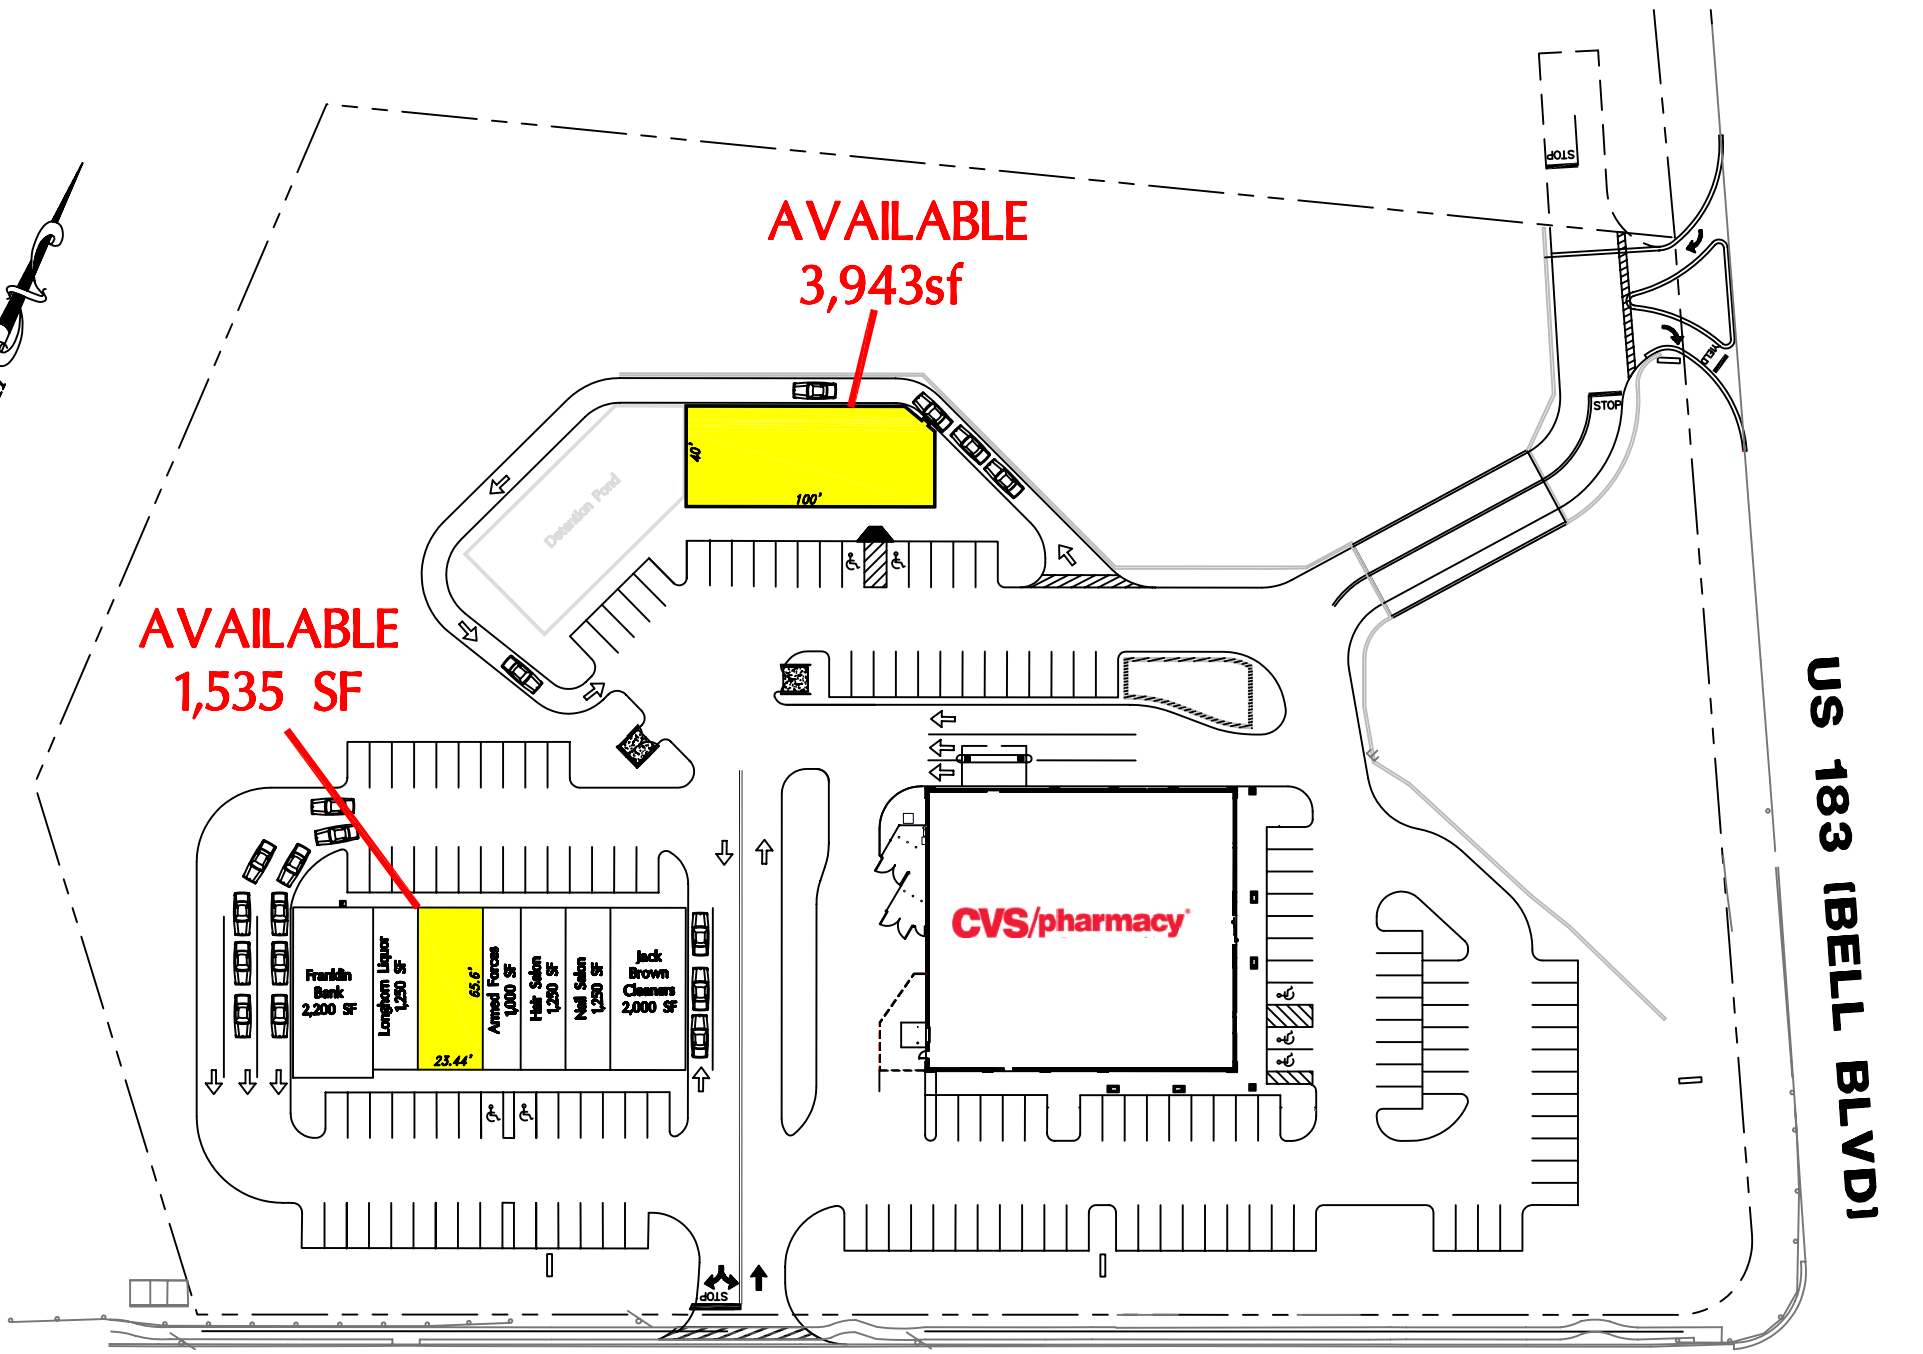 STOP
AVAILABLE
3,943sf
YIELD
STOP
40'
100'
Detention Pond
AVAILABLE
1,535 SF
US 183 (BELL BLVD)
CVS/pharmacy
Franklin
Bank
2,200 SF
Longhorn Liquor
1,250 SF
65.6'
23.44'
Armed Forces
1,000 SF
Hair Salon
1,250 SF
Nail Salon
1,250 SF
Jack
Brown
Cleaners
2,000 SF
E
STOP